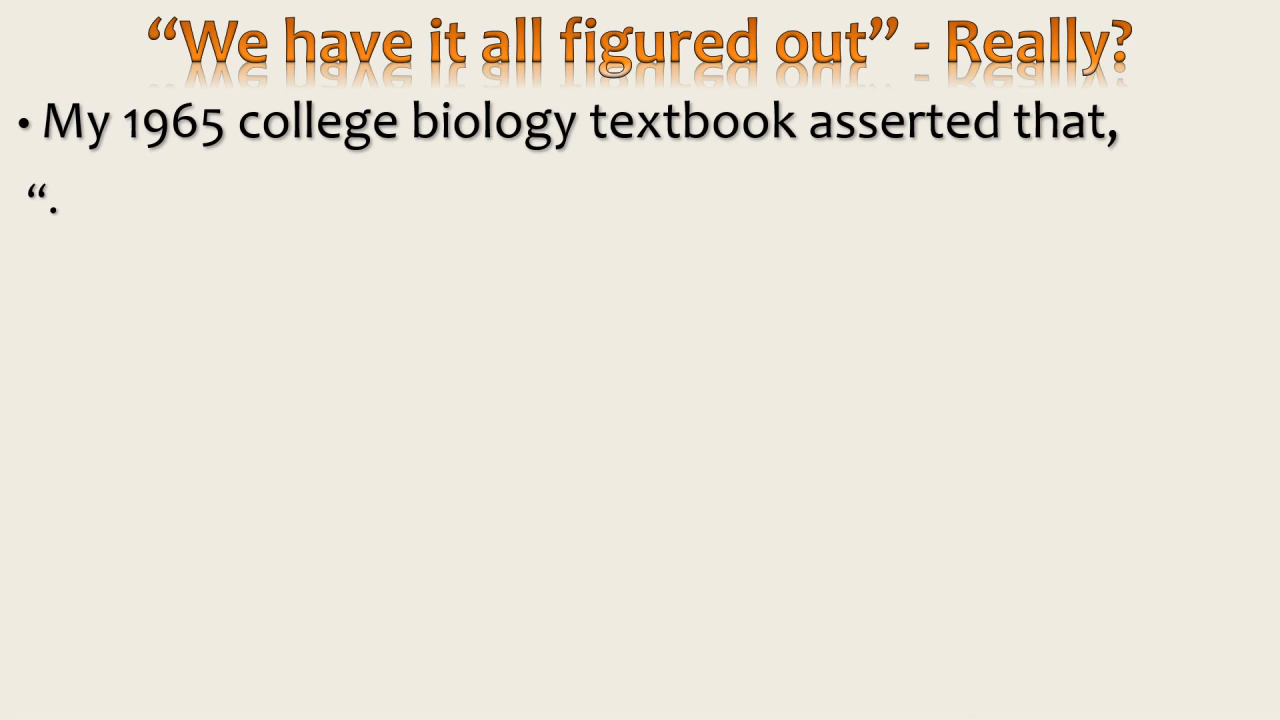 “We have it all figured out” - Really?
• My 1965 college biology textbook asserted that,
“.